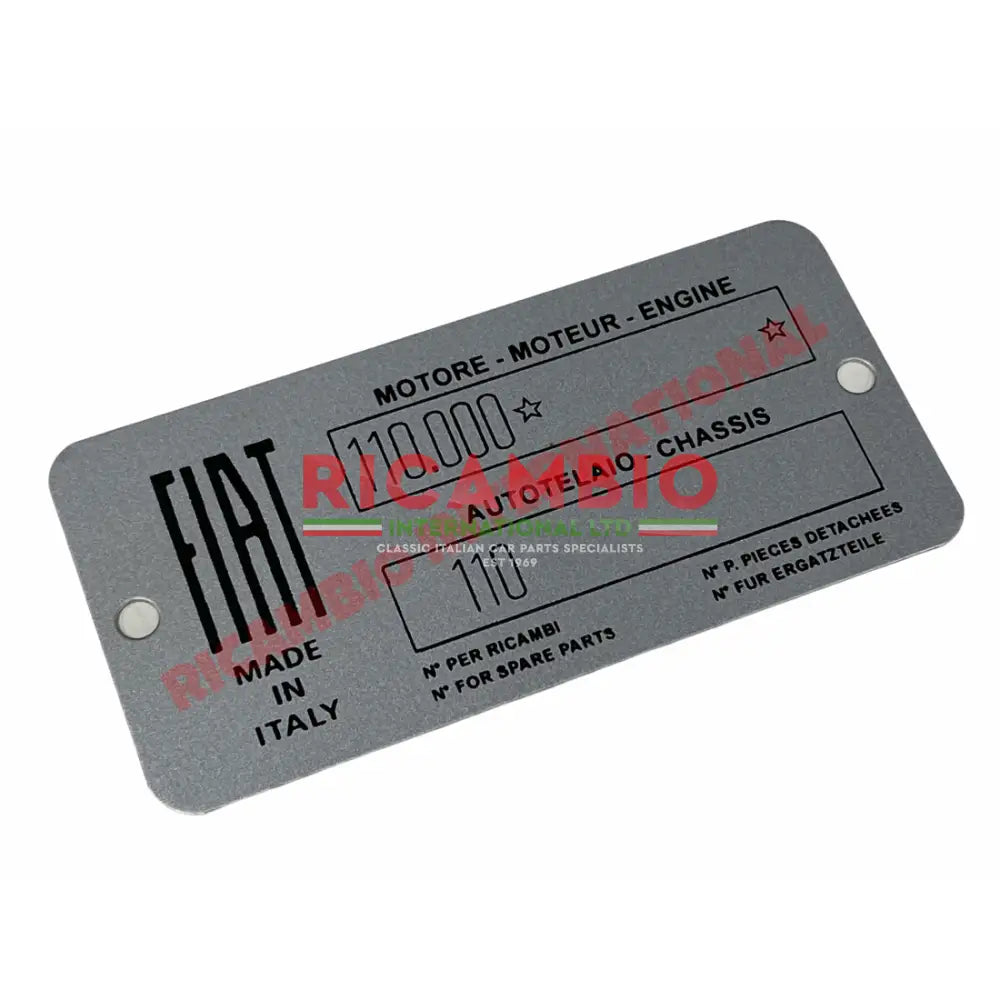 FIAT
MADE
IN
ITALY
MOTORE - MOTEUR - ENGINE
110.000☆ ☆
AUTOTELAIO - CHASSIS
110
N° PER RICAMBI
N° FOR SPARE PARTS
N° P. PIECES DETACHEES
N° FUR ERGATZTEILE
RICAMBIO
INTERNATIONAL LTD
CLASSIC ITALIAN CAR PARTS SPECIALISTS
EST 1969
RICAMBIO INTERNATIONAL